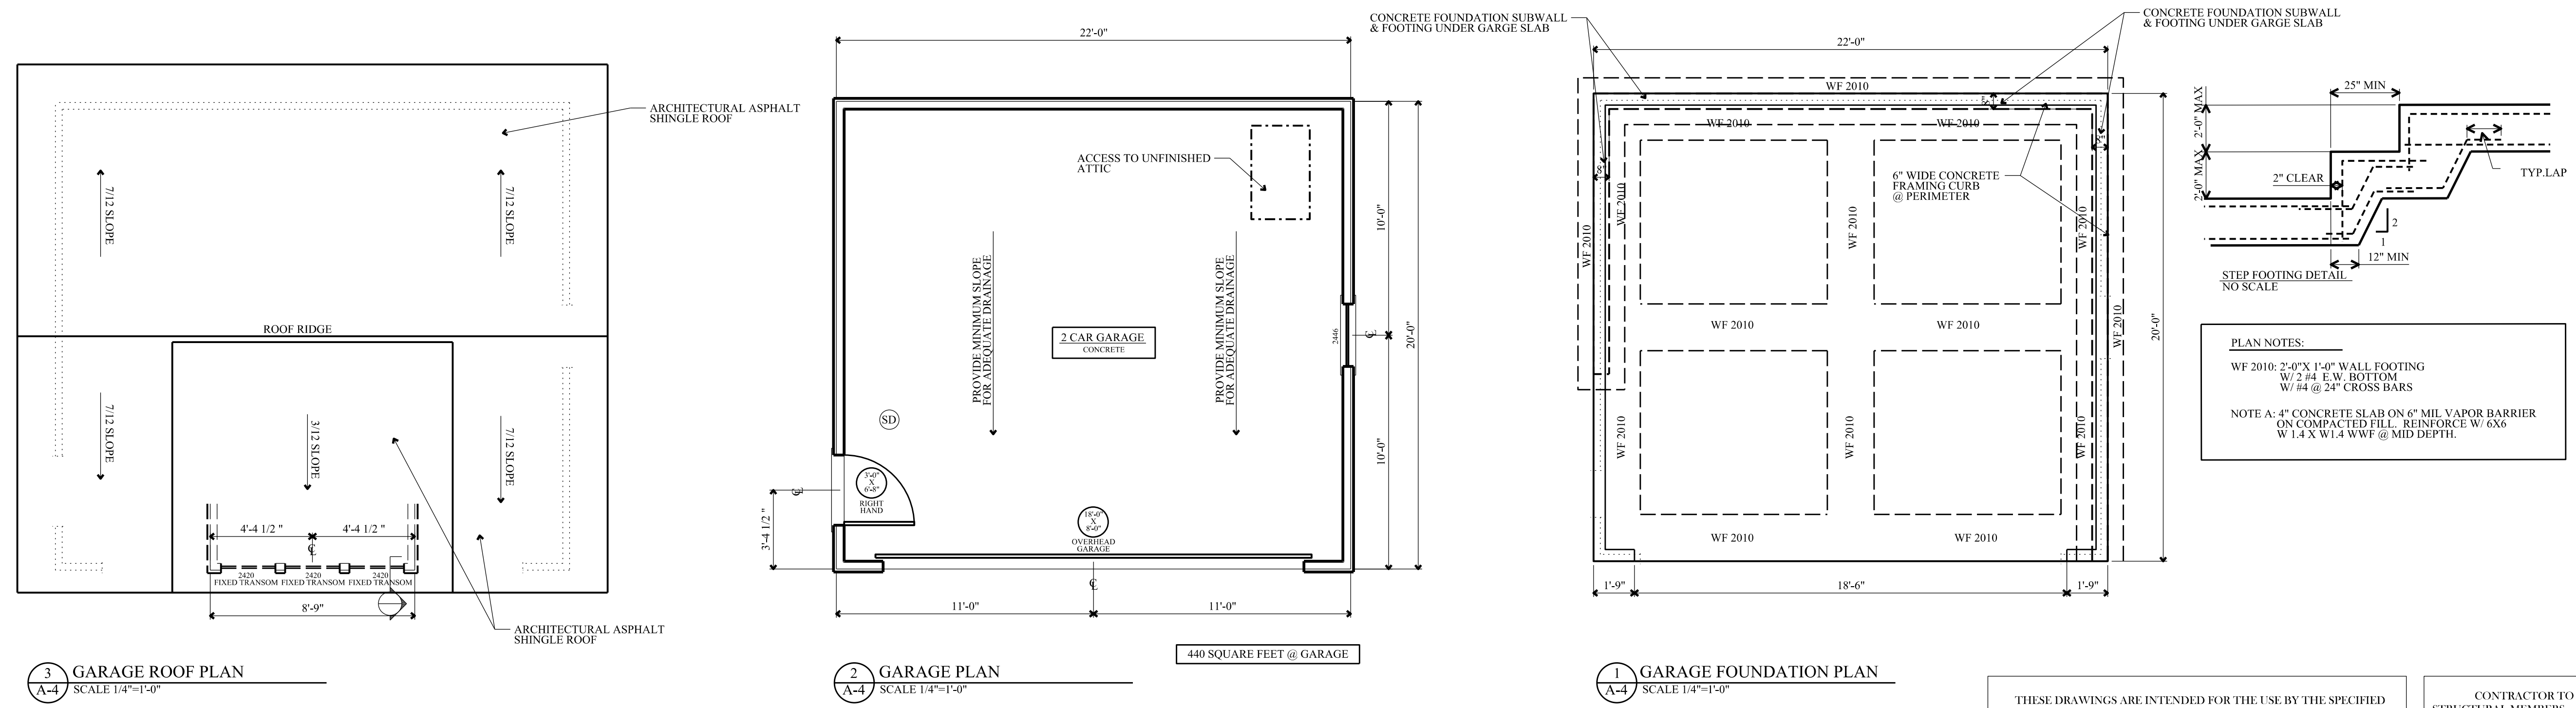 ARCHITECTURAL ASPHALT
SHINGLE ROOF
7/12 SLOPE
7/12 SLOPE
ROOF RIDGE
7/12 SLOPE
3/12 SLOPE
7/12 SLOPE
4'-4 1/2 "
4'-4 1/2 "
℄
2420
FIXED TRANSOM
2420
FIXED TRANSOM
2420
FIXED TRANSOM
8'-9"
ARCHITECTURAL ASPHALT
SHINGLE ROOF
3
A-4
GARAGE ROOF PLAN
SCALE 1/4"=1'-0"
22'-0"
ACCESS TO UNFINISHED
ATTIC
PROVIDE MINIMUM SLOPE
FOR ADEQUATE DRAINAGE
PROVIDE MINIMUM SLOPE
FOR ADEQUATE DRAINAGE
2 CAR GARAGE
CONCRETE
2446
℄
10'-0"
20'-0"
10'-0"
SD
3'-0"
X
6'-8"
RIGHT
HAND
℄
3'-4 1/2 "
18'-0"
X
8'-0"
OVERHEAD
GARAGE
℄
11'-0"
11'-0"
440 SQUARE FEET @ GARAGE
2
A-4
GARAGE PLAN
SCALE 1/4"=1'-0"
CONCRETE FOUNDATION SUBWALL
& FOOTING UNDER GARGE SLAB
22'-0"
CONCRETE FOUNDATION SUBWALL
& FOOTING UNDER GARGE SLAB
WF 2010
8"
WF 2010
WF 2010
8"
8"
6" WIDE CONCRETE
FRAMING CURB
@ PERIMETER
WF 2010
WF 2010
WF 2010
WF 2010
WF 2010
WF 2010
WF 2010
20'-0"
WF 2010
WF 2010
WF 2010
WF 2010
WF 2010
1'-9"
18'-6"
1'-9"
1
A-4
GARAGE FOUNDATION PLAN
SCALE 1/4"=1'-0"
25" MIN
2'-0" MAX
2'-0" MAX
2" CLEAR
TYP.LAP
2
1
12" MIN
STEP FOOTING DETAIL
NO SCALE
PLAN NOTES:
WF 2010: 2'-0"X 1'-0" WALL FOOTING
W/ 2 #4 E.W. BOTTOM
W/ #4 @ 24" CROSS BARS
NOTE A: 4" CONCRETE SLAB ON 6" MIL VAPOR BARRIER
ON COMPACTED FILL. REINFORCE W/ 6X6
W 1.4 X W1.4 WWF @ MID DEPTH.
THESE DRAWINGS ARE INTENDED FOR THE USE BY THE SPECIFIED
CONTRACTOR TO
STRUCTURAL MEMBERS